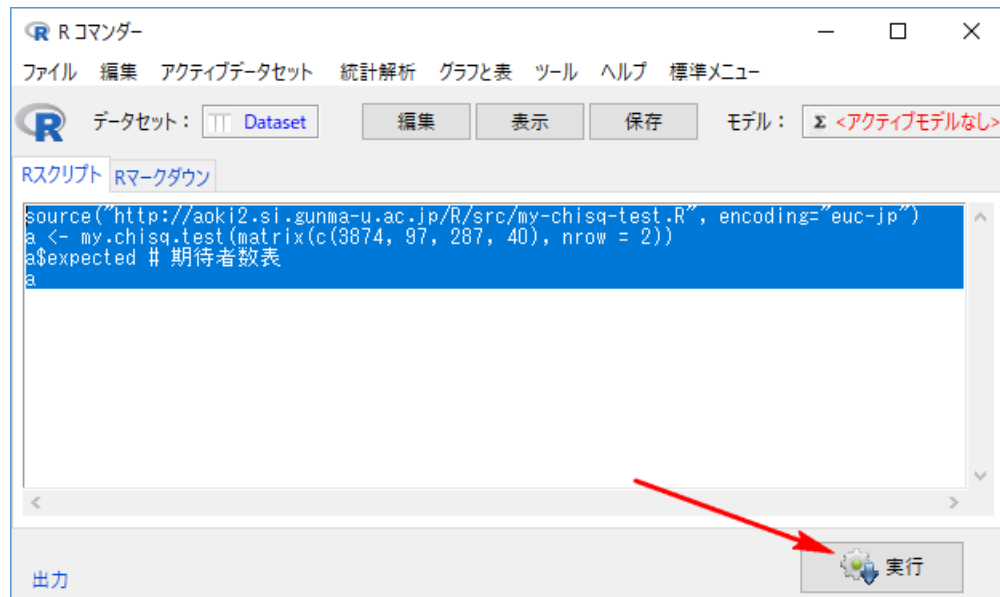 R コマンダー
ファイル 編集 アクティブデータセット 統計解析 グラフと表 ツール ヘルプ 標準メニュー
R データセット： Dataset 編集 表示 保存 モデル： Σ <アクティブモデルなし>
Rスクリプト Rマークダウン
source("http://aoki2.si.gunma-u.ac.jp/R/src/my-chisq-test.R", encoding="euc-jp")
a <- my.chisq.test(matrix(c(3874, 97, 287, 40), nrow = 2))
a$expected # 期待者数表
a
実行
出力